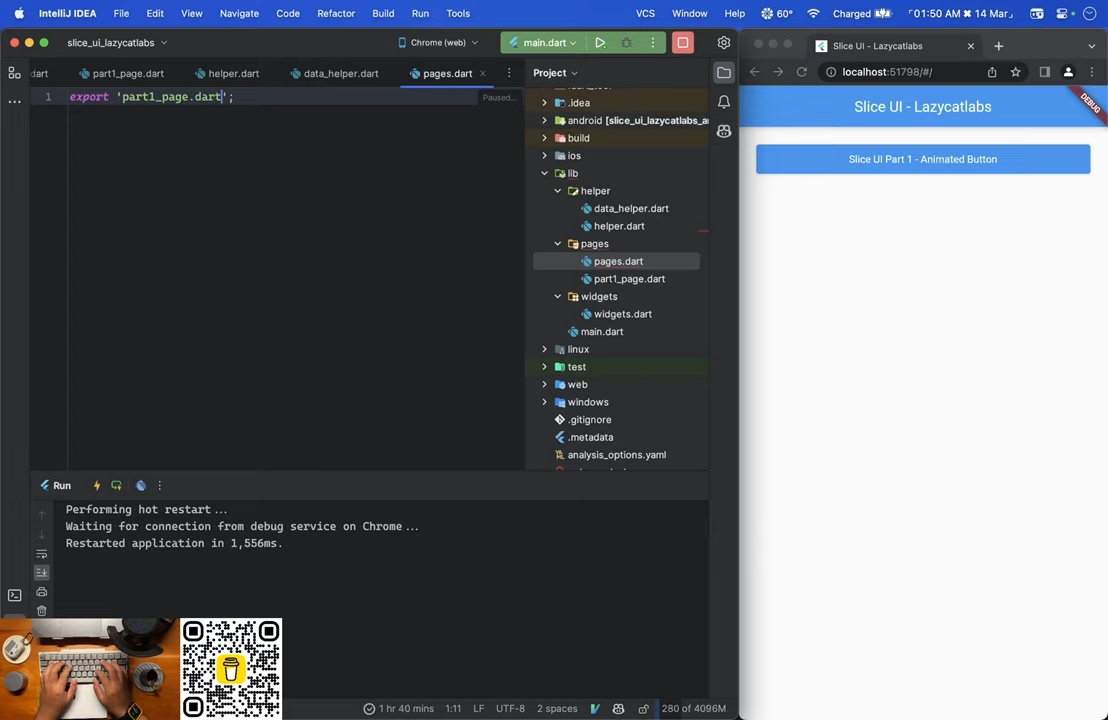 IntelliJ IDEA File Edit View Navigate Code Refactor Build Run Tools VCS Window Help 60° Charged 01:50 AM ✖ 14 Mar
slice_ui_lazycatlabs Chrome (web) main.dart
dart part1_page.dart helper.dart data_helper.dart pages.dart
Project
1 export 'part1_page.dart';
Paused...
.idea
android [slice_ui_lazycatlabs_a
build
ios
lib
helper
data_helper.dart
helper.dart
pages
pages.dart
part1_page.dart
widgets
widgets.dart
main.dart
linux
test
web
windows
.gitignore
.metadata
analysis_options.yaml
Slice UI - Lazycatlabs
localhost:51798/#/
Slice UI - Lazycatlabs
DEBUG
Slice UI Part 1 - Animated Button
Run
Performing hot restart...
Waiting for connection from debug service on Chrome...
Restarted application in 1,556ms.
1 hr 40 mins 1:11 LF UTF-8 2 spaces 280 of 4096M